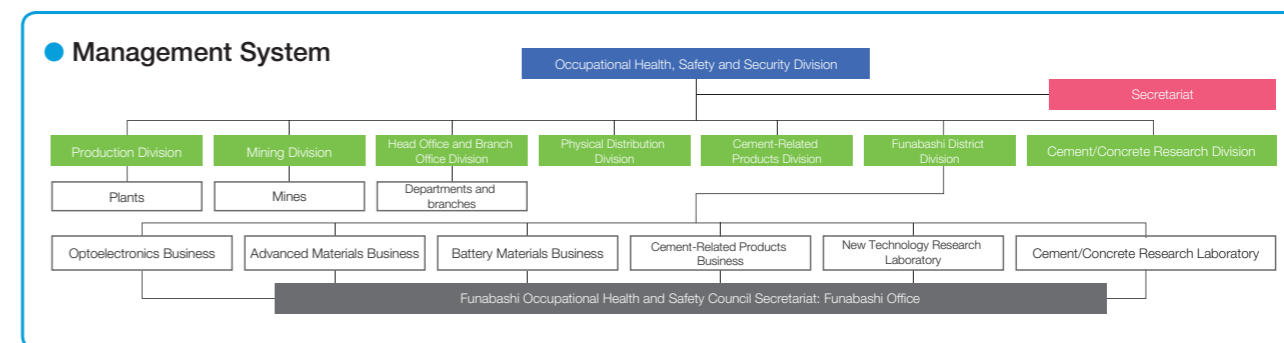 Management System
Occupational Health, Safety and Security Division
Secretariat
Production Division
Mining Division
Head Office and Branch
Office Division
Physical Distribution
Division
Cement-Related
Products Division
Funabashi District
Division
Cement/Concrete Research Division
Plants
Mines
Departments and
branches
Optoelectronics Business
Advanced Materials Business
Battery Materials Business
Cement-Related Products
Business
New Technology Research
Laboratory
Cement/Concrete Research Laboratory
Funabashi Occupational Health and Safety Council Secretariat: Funabashi Office